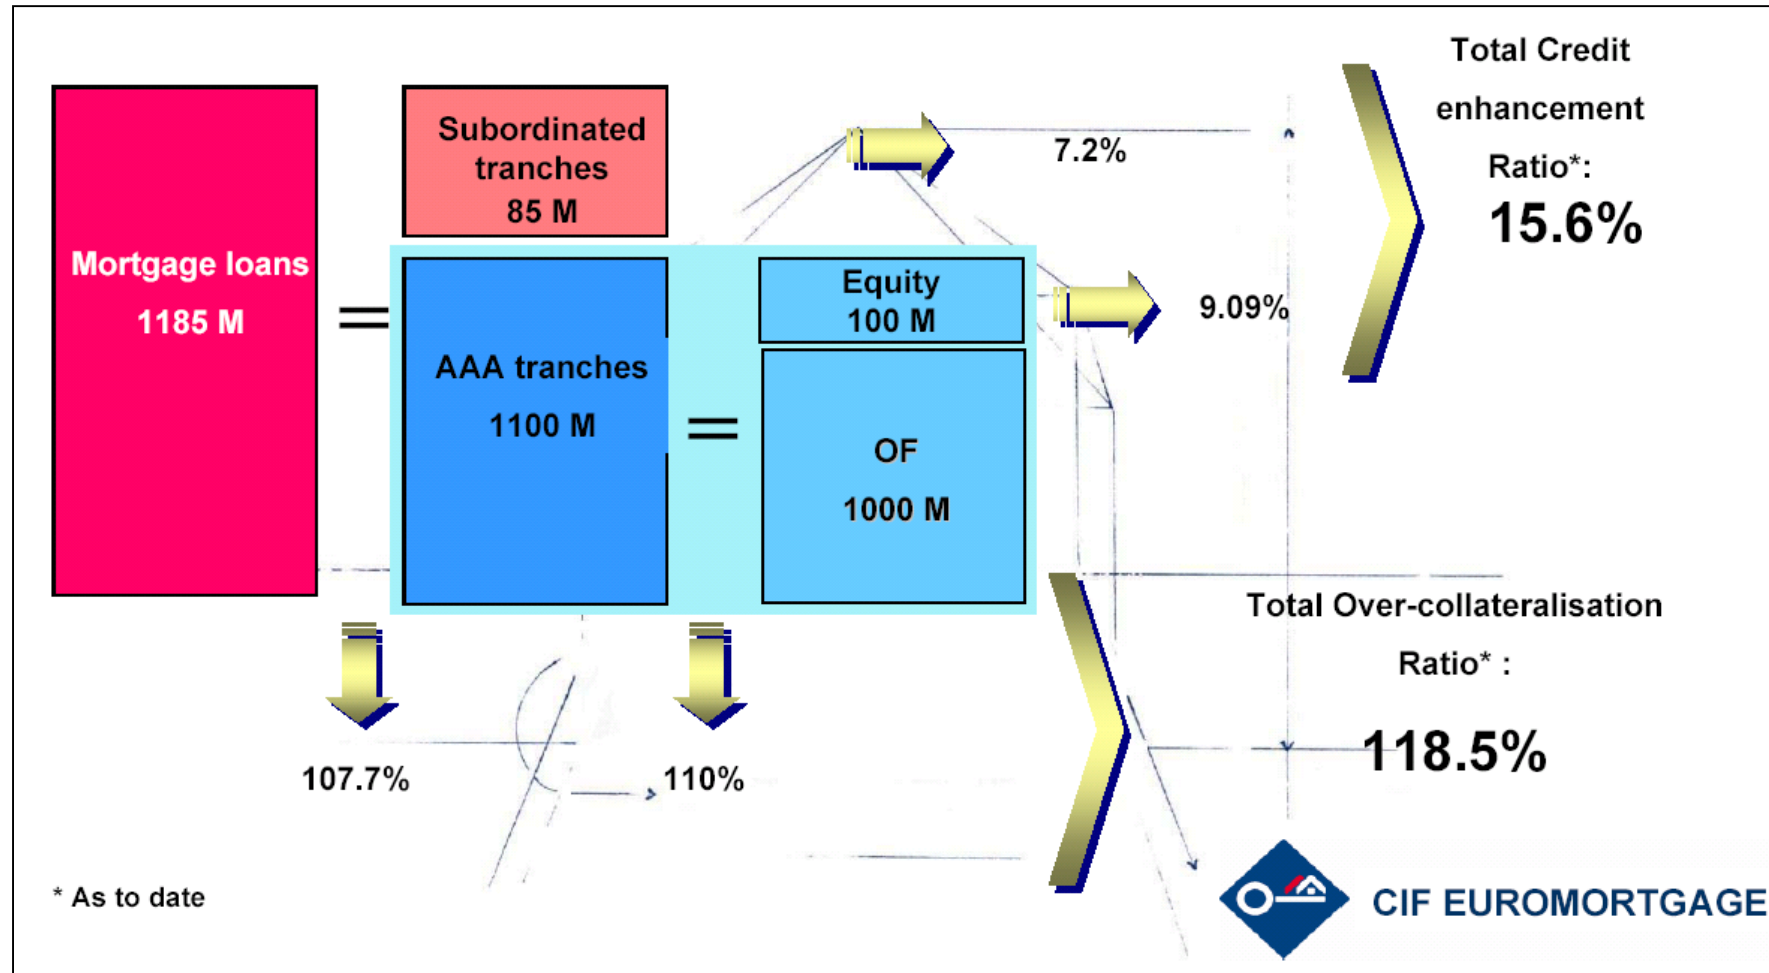 Mortgage loans
1185 M
=
Subordinated
tranches
85 M
AAA tranches
1100 M
=
Equity
100 M
OF
1000 M
7.2%
9.09%
Total Credit
enhancement
Ratio*:
15.6%
107.7%
110%
Total Over-collateralisation
Ratio* :
118.5%
* As to date
CIF EUROMORTGAGE